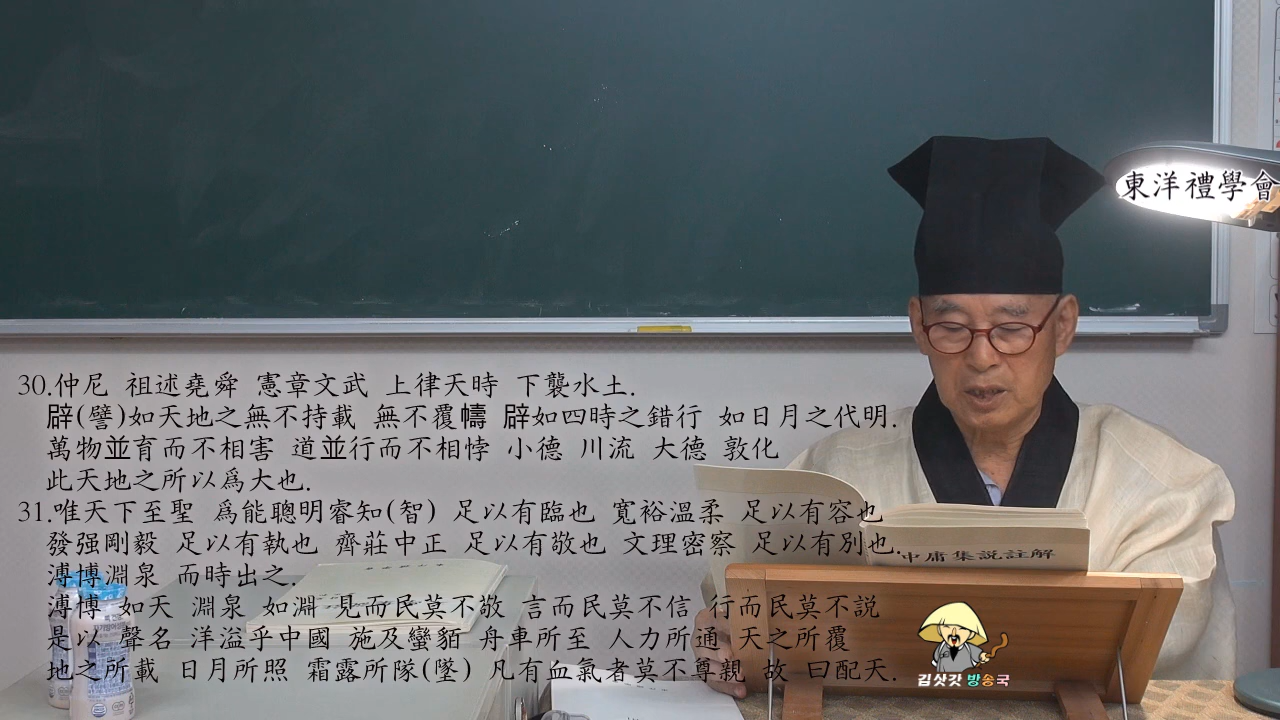 東洋禮學會
30.仲尼 祖述堯舜 憲章文武 上律天時 下襲水土.
辟(譬)如天地之無不持載 無不覆幬 辟如四時之錯行 如日月之代明.
萬物並育而不相害 道並行而不相悖 小德 川流 大德 敦化
此天地之所以爲大也.
31.唯天下至聖 爲能聰明睿知(智) 足以有臨也 寬裕溫柔 足以有容也
發强剛毅 足以有執也 齊莊中正 足以有敬也 文理密察 足以有別也.
溥博淵泉 而時出之.
溥博 如天 淵泉 如淵 見而民莫不敬 言而民莫不信 行而民莫不說
是以 聲名 洋溢乎中國 施及蠻貊 舟車所至 人力所通 天之所覆
地之所載 日月所照 霜露所隊(墜) 凡有血氣者莫不尊親 故 曰配天.
中庸集説註解
김삿갓 방송국